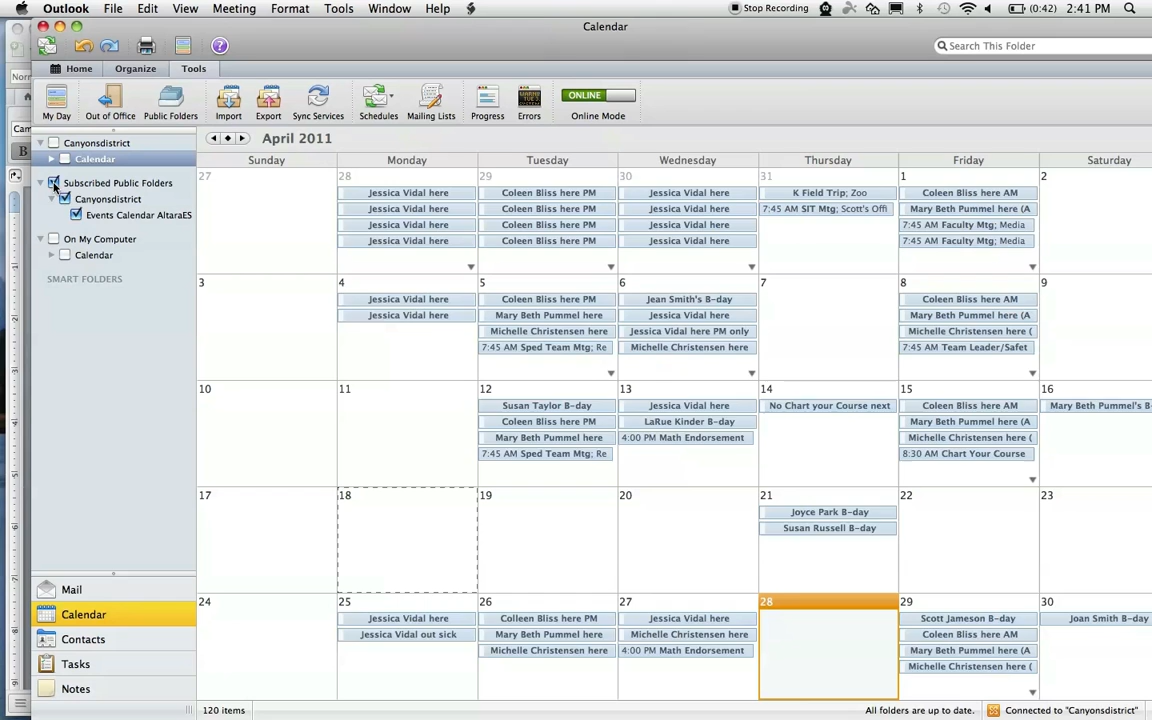 Outlook File Edit View Meeting Format Tools Window Help Stop Recording (0:42) 2:41 PM
Calendar
Search This Folder
Home Organize Tools
My Day Out of Office Public Folders Import Export Sync Services Schedules Mailing Lists Progress Errors ONLINE Online Mode
Canyonsdistrict
Calendar
Subscribed Public Folders
Canyonsdistrict
Events Calendar AltaraES
On My Computer
Calendar
SMART FOLDERS
Mail
Calendar
Contacts
Tasks
Notes
April 2011
Sunday Monday Tuesday Wednesday Thursday Friday Saturday
27 28 29 30 31 1 2
Jessica Vidal here Coleen Bliss here PM Jessica Vidal here K Field Trip; Zoo Coleen Bliss here AM
Jessica Vidal here Coleen Bliss here PM Jessica Vidal here 7:45 AM SIT Mtg; Scott's Offi Mary Beth Pummel here (A
Jessica Vidal here Coleen Bliss here PM Jessica Vidal here 7:45 AM Faculty Mtg; Media
Jessica Vidal here Coleen Bliss here PM Jessica Vidal here 7:45 AM Faculty Mtg; Media
3 4 5 6 7 8 9
Jessica Vidal here Coleen Bliss here PM Jean Smith's B-day Coleen Bliss here AM
Jessica Vidal here Mary Beth Pummel here Jessica Vidal here Mary Beth Pummel here (A
Michelle Christensen here Jessica Vidal here PM only Michelle Christensen here (
7:45 AM Sped Team Mtg; Re Michelle Christensen here 7:45 AM Team Leader/Safet
10 11 12 13 14 15 16
Susan Taylor B-day Jessica Vidal here No Chart your Course next Coleen Bliss here AM Mary Beth Pummel's B-
Coleen Bliss here PM LaRue Kinder B-day Mary Beth Pummel here (A
Mary Beth Pummel here 4:00 PM Math Endorsement Michelle Christensen here (
7:45 AM Sped Team Mtg; Re 8:30 AM Chart Your Course
17 18 19 20 21 22 23
Joyce Park B-day
Susan Russell B-day
24 25 26 27 28 29 30
Jessica Vidal here Colleen Bliss here PM Jessica Vidal here Scott Jameson B-day Joan Smith B-day
Jessica Vidal out sick Mary Beth Pummel here Michelle Christensen here Coleen Bliss here AM
Michelle Christensen here 4:00 PM Math Endorsement Mary Beth Pummel here (A
Michelle Christensen here (
120 items All folders are up to date. Connected to "Canyonsdistrict"